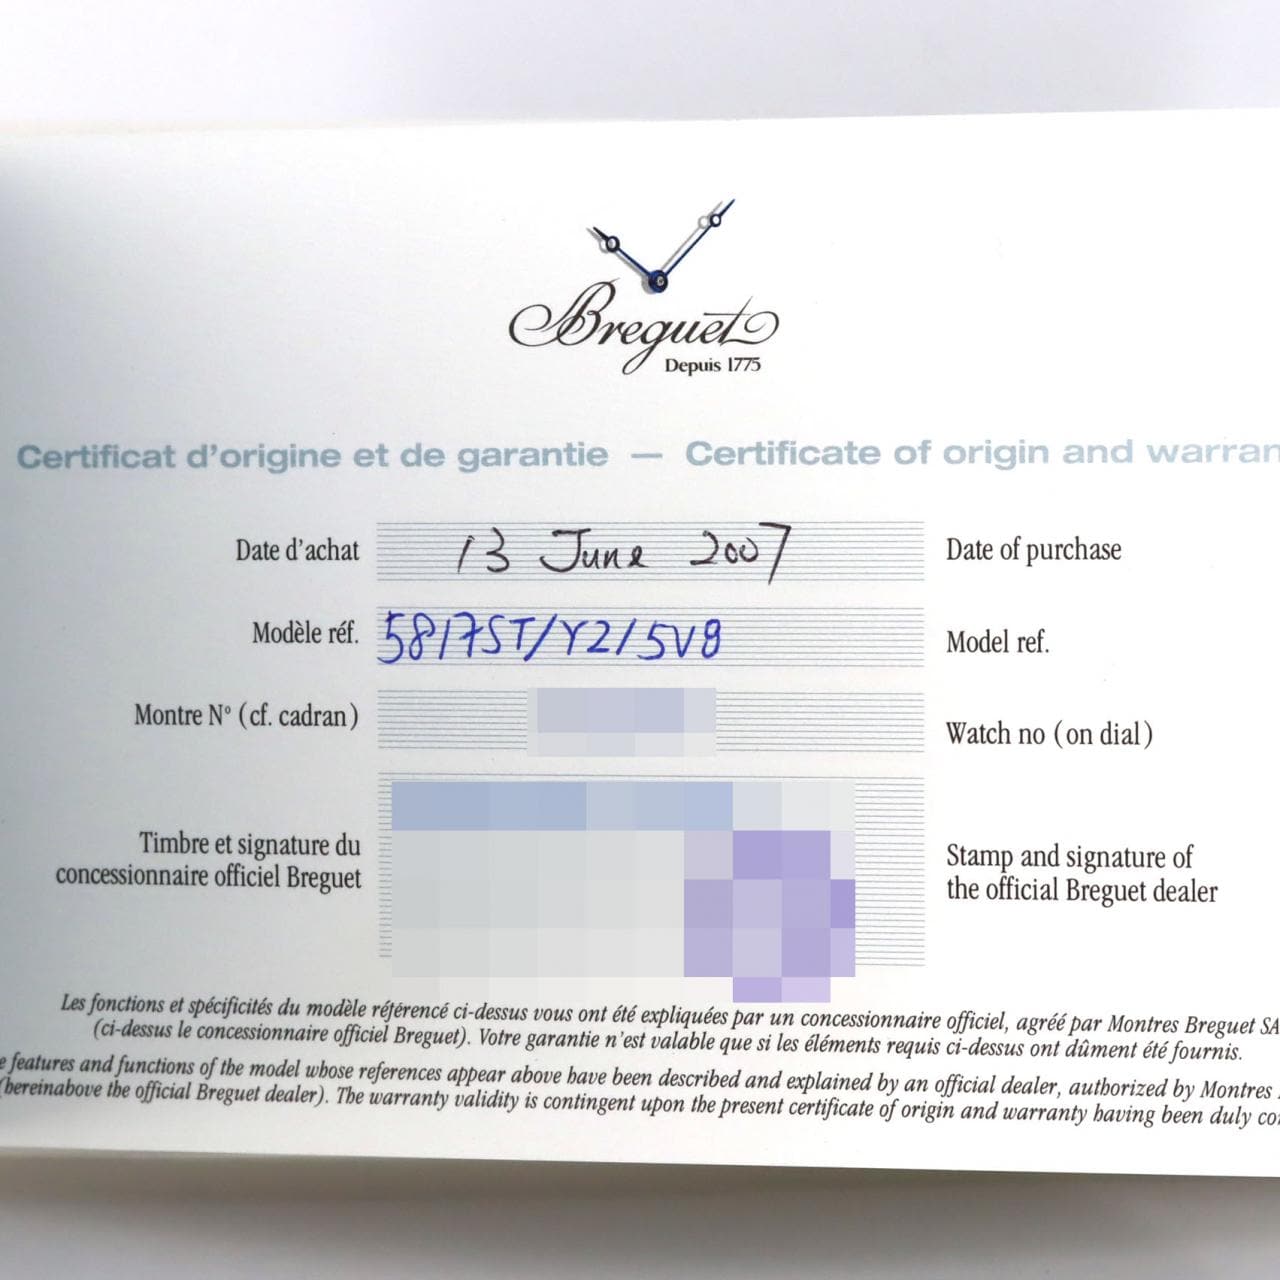 Breguet
Depuis 1775
Certificat d'origine et de garantie — Certificate of origin and warran
Date d'achat 13 June 2007 Date of purchase
Modèle réf. 5817ST/Y2/5V8 Model ref.
Montre N° (cf. cadran) Watch no (on dial)
Timbre et signature du
concessionnaire officiel Breguet
Stamp and signature of
the official Breguet dealer
Les fonctions et spécificités du modèle référencé ci-dessus vous ont été expliquées par un concessionnaire officiel, agréé par Montres Breguet SA
(ci-dessus le concessionnaire officiel Breguet). Votre garantie n'est valable que si les éléments requis ci-dessus ont dûment été fournis.
e features and functions of the model whose references appear above have been described and explained by an official dealer, authorized by Montres
(hereinabove the official Breguet dealer). The warranty validity is contingent upon the present certificate of origin and warranty having been duly co